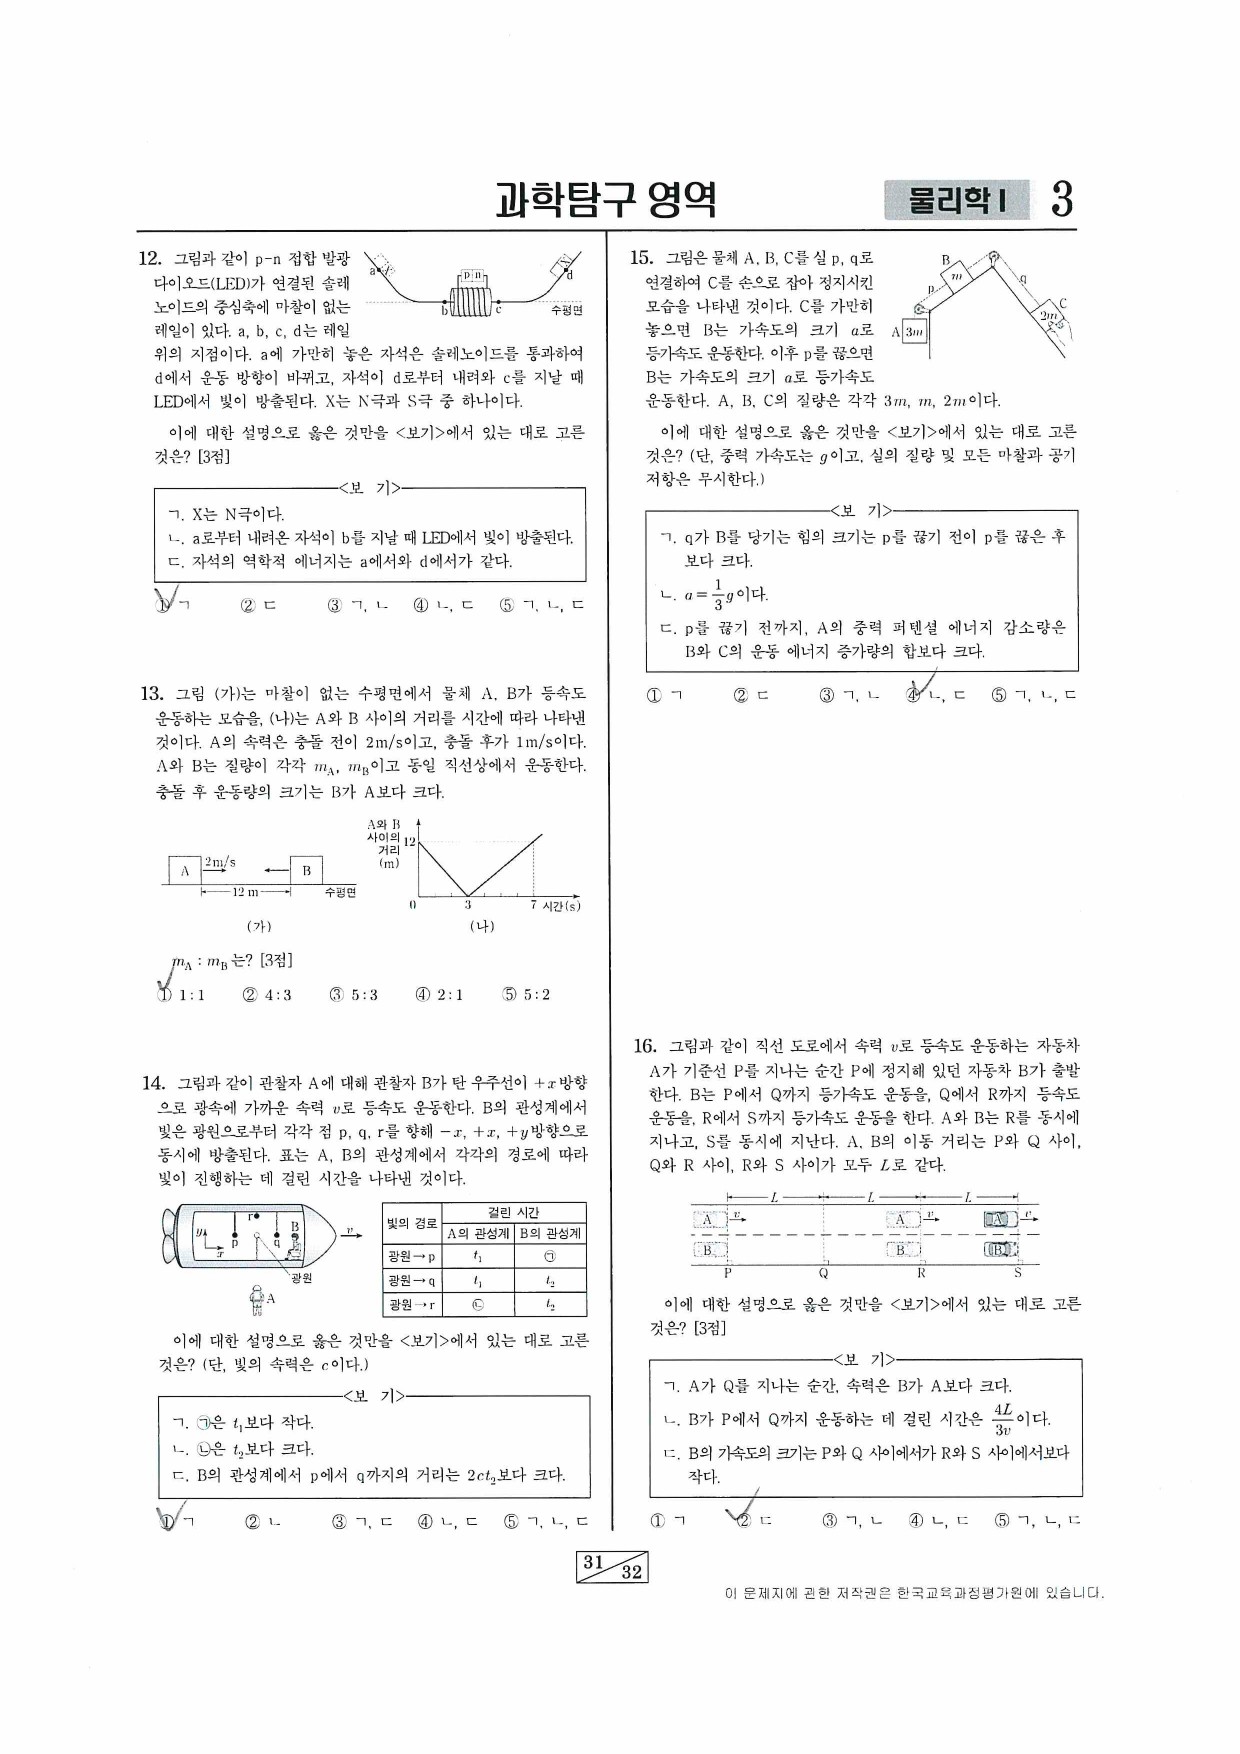 과학탐구 영역
물리학 I
3
12. 그림과 같이 p-n 접합 발광
다이오드(LED)가 연결된 솔레
노이드의 중심축에 마찰이 없는
레일이 있다. a, b, c, d는 레일
위의 지점이다. a에 가만히 놓은 자석은 솔레노이드를 통과하여
d에서 운동 방향이 바뀌고, 자석이 d로부터 내려와 c를 지날 때
LED에서 빛이 방출된다. X는 N극과 S극 중 하나이다.
a
p n
d
b
c
수평면
이에 대한 설명으로 옳은 것만을 <보기>에서 있는 대로 고른
것은? [3점]
<보 기>
ㄱ. X는 N극이다.
ㄴ. a로부터 내려온 자석이 b를 지날 때 LED에서 빛이 방출된다.
ㄷ. 자석의 역학적 에너지는 a에서와 d에서가 같다.
① ㄱ ② ㄷ ③ ㄱ, ㄴ ④ ㄴ, ㄷ ⑤ ㄱ, ㄴ, ㄷ
13. 그림 (가)는 마찰이 없는 수평면에서 물체 A, B가 등속도
운동하는 모습을, (나)는 A와 B 사이의 거리를 시간에 따라 나타낸
것이다. A의 속력은 충돌 전이 2m/s이고, 충돌 후가 1m/s이다.
A와 B는 질량이 각각 mA, mB이고 동일 직선상에서 운동한다.
충돌 후 운동량의 크기는 B가 A보다 크다.
A 2m/s B
12 m
수평면
(가)
A와 B
사이의
거리
(m)
12
0 3 7 시간(s)
(나)
mA : mB는? [3점]
① 1:1 ② 4:3 ③ 5:3 ④ 2:1 ⑤ 5:2
14. 그림과 같이 관찰자 A에 대해 관찰자 B가 탄 우주선이 +x방향
으로 광속에 가까운 속력 v로 등속도 운동한다. B의 관성계에서
빛은 광원으로부터 각각 점 p, q, r를 향해 -x, +x, +y방향으로
동시에 방출된다. 표는 A, B의 관성계에서 각각의 경로에 따라
빛이 진행하는 데 걸린 시간을 나타낸 것이다.
y
x
r
p
q
B
v
광원
A
빛의 경로 걸린 시간
A의 관성계 B의 관성계
광원→p t1 ㉠
광원→q t1 t2
광원→r ㉡ t2
이에 대한 설명으로 옳은 것만을 <보기>에서 있는 대로 고른
것은? (단, 빛의 속력은 c이다.)
<보 기>
ㄱ. ㉠은 t1보다 작다.
ㄴ. ㉡은 t2보다 크다.
ㄷ. B의 관성계에서 p에서 q까지의 거리는 2ct2보다 크다.
① ㄱ ② ㄴ ③ ㄱ, ㄷ ④ ㄴ, ㄷ ⑤ ㄱ, ㄴ, ㄷ
15. 그림은 물체 A, B, C를 실 p, q로
연결하여 C를 손으로 잡아 정지시킨
모습을 나타낸 것이다. C를 가만히
놓으면 B는 가속도의 크기 a로
등가속도 운동한다. 이후 p를 끊으면
B는 가속도의 크기 a로 등가속도
운동한다. A, B, C의 질량은 각각 3m, m, 2m이다.
B
m
p
q
C
2m
A 3m
이에 대한 설명으로 옳은 것만을 <보기>에서 있는 대로 고른
것은? (단, 중력 가속도는 g이고, 실의 질량 및 모든 마찰과 공기
저항은 무시한다.)
<보 기>
ㄱ. q가 B를 당기는 힘의 크기는 p를 끊기 전이 p를 끊은 후
보다 크다.
ㄴ. a = 1/3 g이다.
ㄷ. p를 끊기 전까지, A의 중력 퍼텐셜 에너지 감소량은
B와 C의 운동 에너지 증가량의 합보다 크다.
① ㄱ ② ㄷ ③ ㄱ, ㄴ ④ ㄴ, ㄷ ⑤ ㄱ, ㄴ, ㄷ
16. 그림과 같이 직선 도로에서 속력 v로 등속도 운동하는 자동차
A가 기준선 P를 지나는 순간 P에 정지해 있던 자동차 B가 출발
한다. B는 P에서 Q까지 등가속도 운동을, Q에서 R까지 등속도
운동을, R에서 S까지 등가속도 운동을 한다. A와 B는 R를 동시에
지나고, S를 동시에 지난다. A, B의 이동 거리는 P와 Q 사이,
Q와 R 사이, R와 S 사이가 모두 L로 같다.
L L L
A v A v A v
B B B
P Q R S
이에 대한 설명으로 옳은 것만을 <보기>에서 있는 대로 고른
것은? [3점]
<보 기>
ㄱ. A가 Q를 지나는 순간, 속력은 B가 A보다 크다.
ㄴ. B가 P에서 Q까지 운동하는 데 걸린 시간은 4L/3v이다.
ㄷ. B의 가속도의 크기는 P와 Q 사이에서가 R와 S 사이에서보다
작다.
① ㄱ ② ㄷ ③ ㄱ, ㄴ ④ ㄴ, ㄷ ⑤ ㄱ, ㄴ, ㄷ
31
32
이 문제지에 관한 저작권은 한국교육과정평가원에 있습니다.